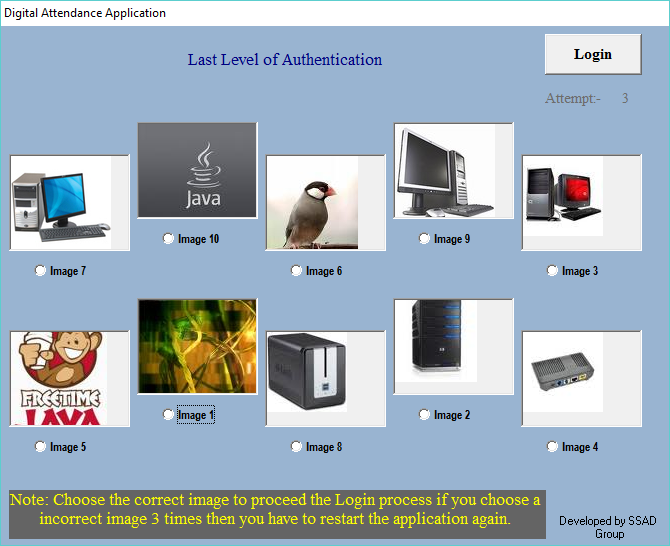 Digital Attendance Application
Last Level of Authentication
Login
Attempt:- 3
Java
Image 7
Image 10
Image 6
Image 9
Image 3
FREETIME
JAVA
Image 5
Image 1
Image 8
Image 2
Image 4
Note: Choose the correct image to proceed the Login process if you choose a
incorrect image 3 times then you have to restart the application again.
Developed by SSAD
Group